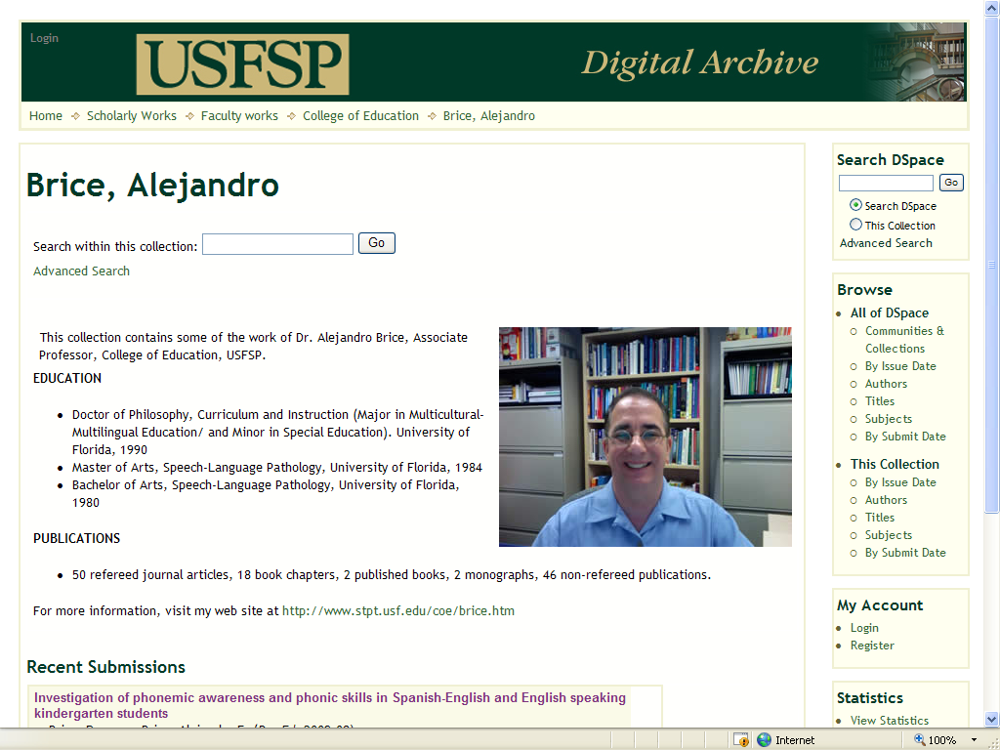 Login
USFSP
Digital Archive
Home Scholarly Works Faculty works College of Education Brice, Alejandro
Brice, Alejandro
Search within this collection: Go
Advanced Search
This collection contains some of the work of Dr. Alejandro Brice, Associate
Professor, College of Education, USFSP.
EDUCATION
Doctor of Philosophy, Curriculum and Instruction (Major in Multicultural-
Multilingual Education/ and Minor in Special Education). University of
Florida, 1990
Master of Arts, Speech-Language Pathology, University of Florida, 1984
Bachelor of Arts, Speech-Language Pathology, University of Florida,
1980
PUBLICATIONS
50 refereed journal articles, 18 book chapters, 2 published books, 2 monographs, 46 non-refereed publications.
For more information, visit my web site at http://www.stpt.usf.edu/coe/brice.htm
Recent Submissions
Investigation of phonemic awareness and phonic skills in Spanish-English and English speaking
kindergarten students
Search DSpace
Go
Search DSpace
This Collection
Advanced Search
Browse
All of DSpace
Communities &
Collections
By Issue Date
Authors
Titles
Subjects
By Submit Date
This Collection
By Issue Date
Authors
Titles
Subjects
By Submit Date
My Account
Login
Register
Statistics
View Statistics
Internet
100%